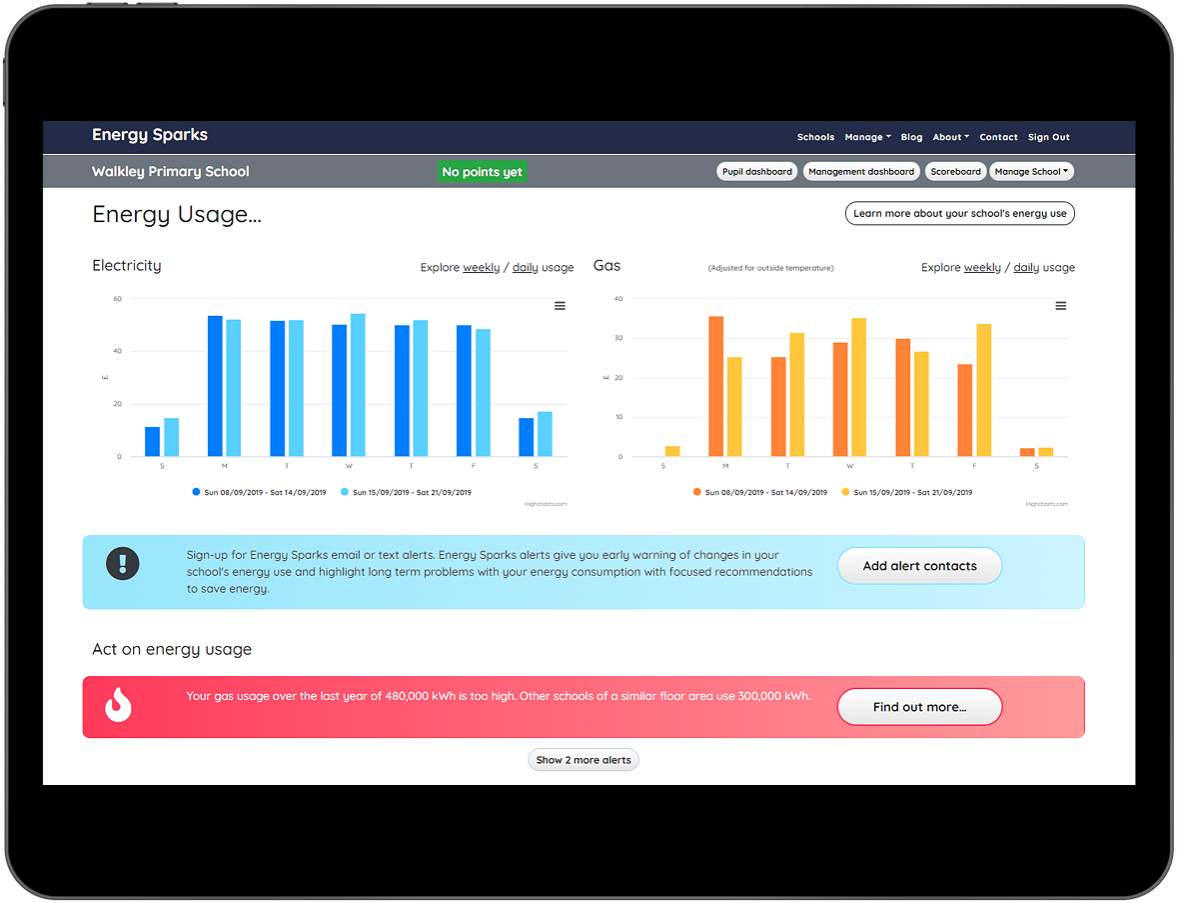 Energy Sparks
Schools Manage Blog About Contact Sign Out
Walkley Primary School
No points yet
Pupil dashboard Management dashboard Scoreboard Manage School
Energy Usage...
Learn more about your school's energy use
Electricity
Explore weekly / daily usage
60
40
20
0
£
S M T W T F S
Sun 08/09/2019 - Sat 14/09/2019 Sun 15/09/2019 - Sat 21/09/2019
Highcharts.com
Gas
(Adjusted for outside temperature)
Explore weekly / daily usage
40
30
20
10
0
£
S M T W T F S
Sun 08/09/2019 - Sat 14/09/2019 Sun 15/09/2019 - Sat 21/09/2019
Highcharts.com
Sign-up for Energy Sparks email or text alerts. Energy Sparks alerts give you early warning of changes in your
school's energy use and highlight long term problems with your energy consumption with focused recommendations
to save energy.
Add alert contacts
Act on energy usage
Your gas usage over the last year of 480,000 kWh is too high. Other schools of a similar floor area use 300,000 kWh.
Find out more...
Show 2 more alerts